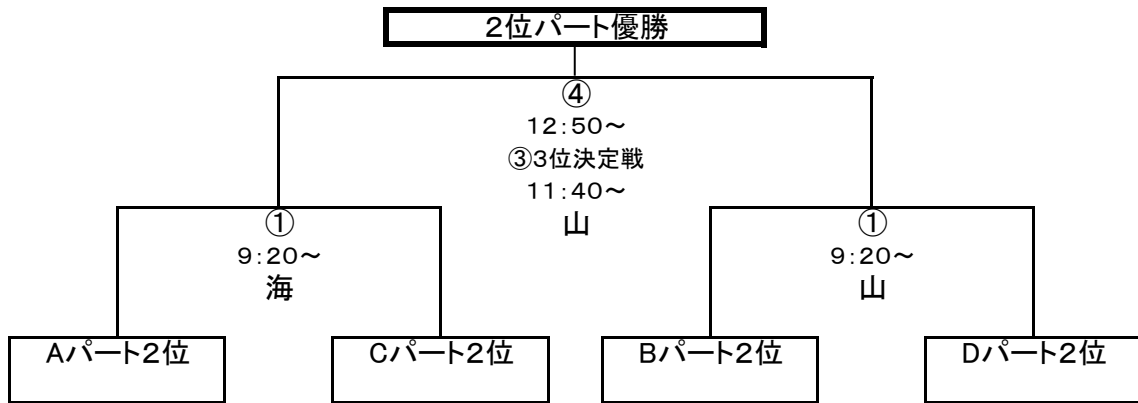 2位パート優勝
④
12:50～
③3位決定戦
11:40～
山
①
9:20～
海
①
9:20～
山
Aパート2位
Cパート2位
Bパート2位
Dパート2位